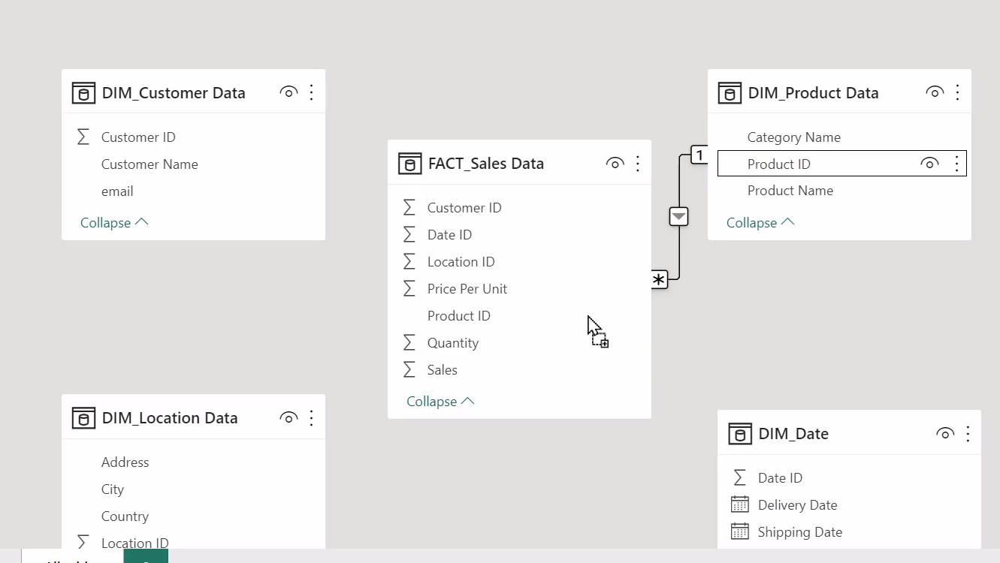 DIM_Customer Data
Customer ID
Customer Name
email
Collapse
FACT_Sales Data
Customer ID
Date ID
Location ID
Price Per Unit
Product ID
Quantity
Sales
Collapse
1
*
DIM_Product Data
Category Name
Product ID
Product Name
Collapse
DIM_Location Data
Address
City
Country
Location ID
DIM_Date
Date ID
Delivery Date
Shipping Date